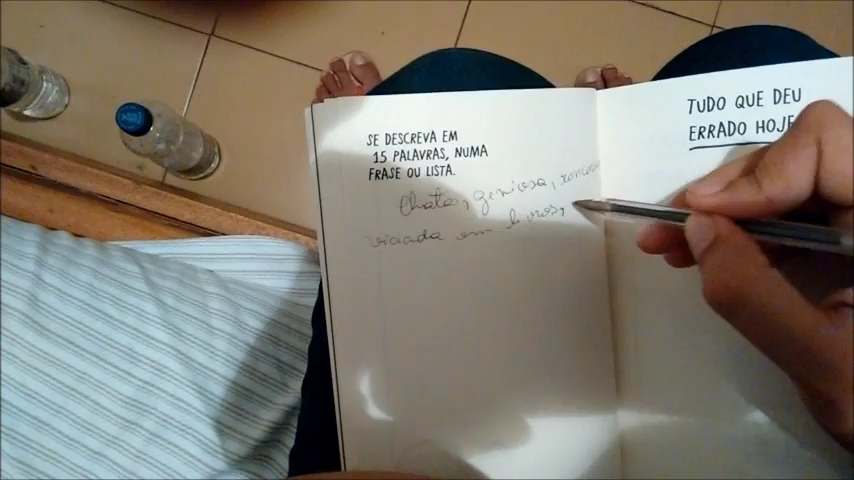 SE DESCREVA EM
15 PALAVRAS, NUMA
FRASE OU LISTA.
Chata, geniosa,
viciada em livros,
TUDO QUE DEU
ERRADO HOJE